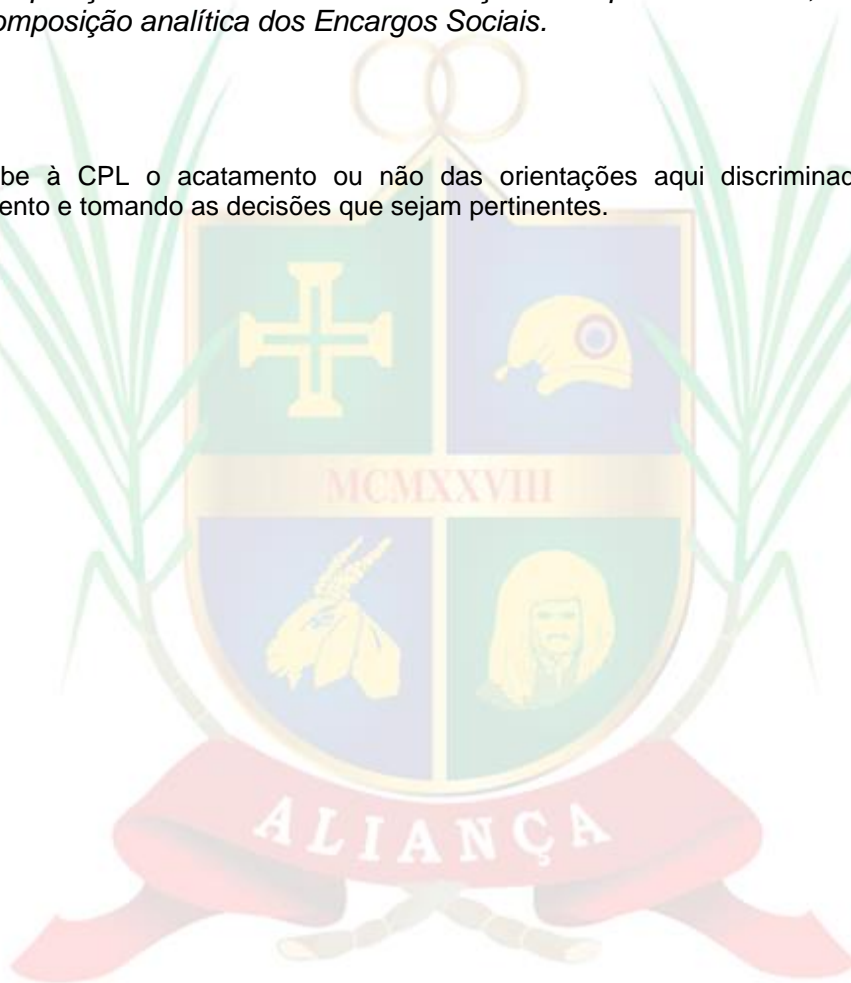 omposição analítica dos Encargos Sociais.
be à CPL o acatamento ou não das orientações aqui discriminad
ento e tomando as decisões que sejam pertinentes.
MCMXXVIII
ALIANÇA